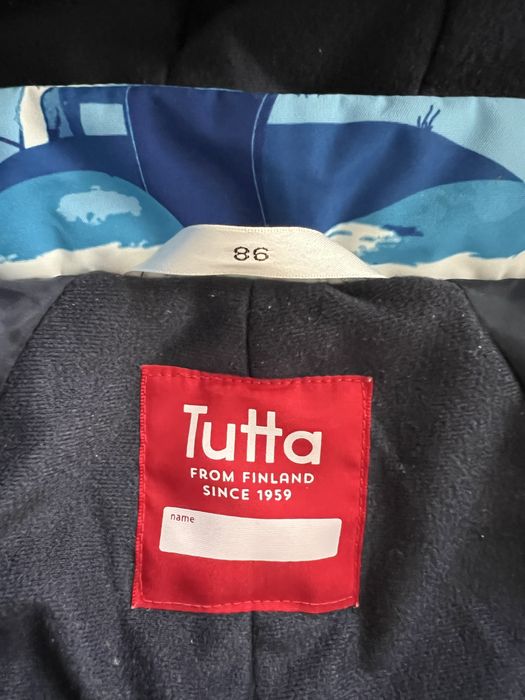 86
Tutta
FROM FINLAND
SINCE 1959
name